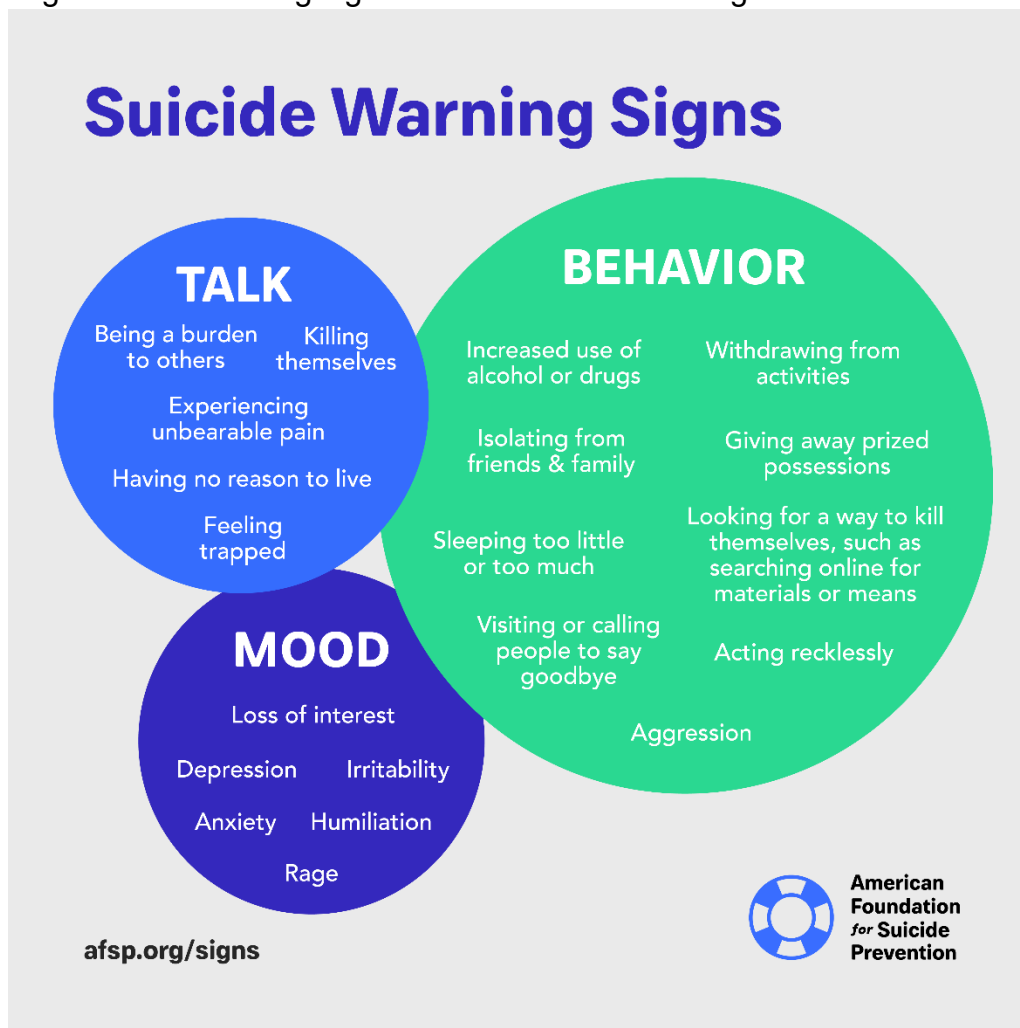 Suicide Warning Signs
TALK
Being a burden
to others
Killing
themselves
Experiencing
unbearable pain
Having no reason to live
Feeling
trapped
BEHAVIOR
Increased use of
alcohol or drugs
Withdrawing from
activities
Isolating from
friends & family
Giving away prized
possessions
Sleeping too little
or too much
Looking for a way to kill
themselves, such as
searching online for
materials or means
Visiting or calling
people to say
goodbye
Acting recklessly
Aggression
MOOD
Loss of interest
Depression
Irritability
Anxiety
Humiliation
Rage
afsp.org/signs
American
Foundation
for Suicide
Prevention